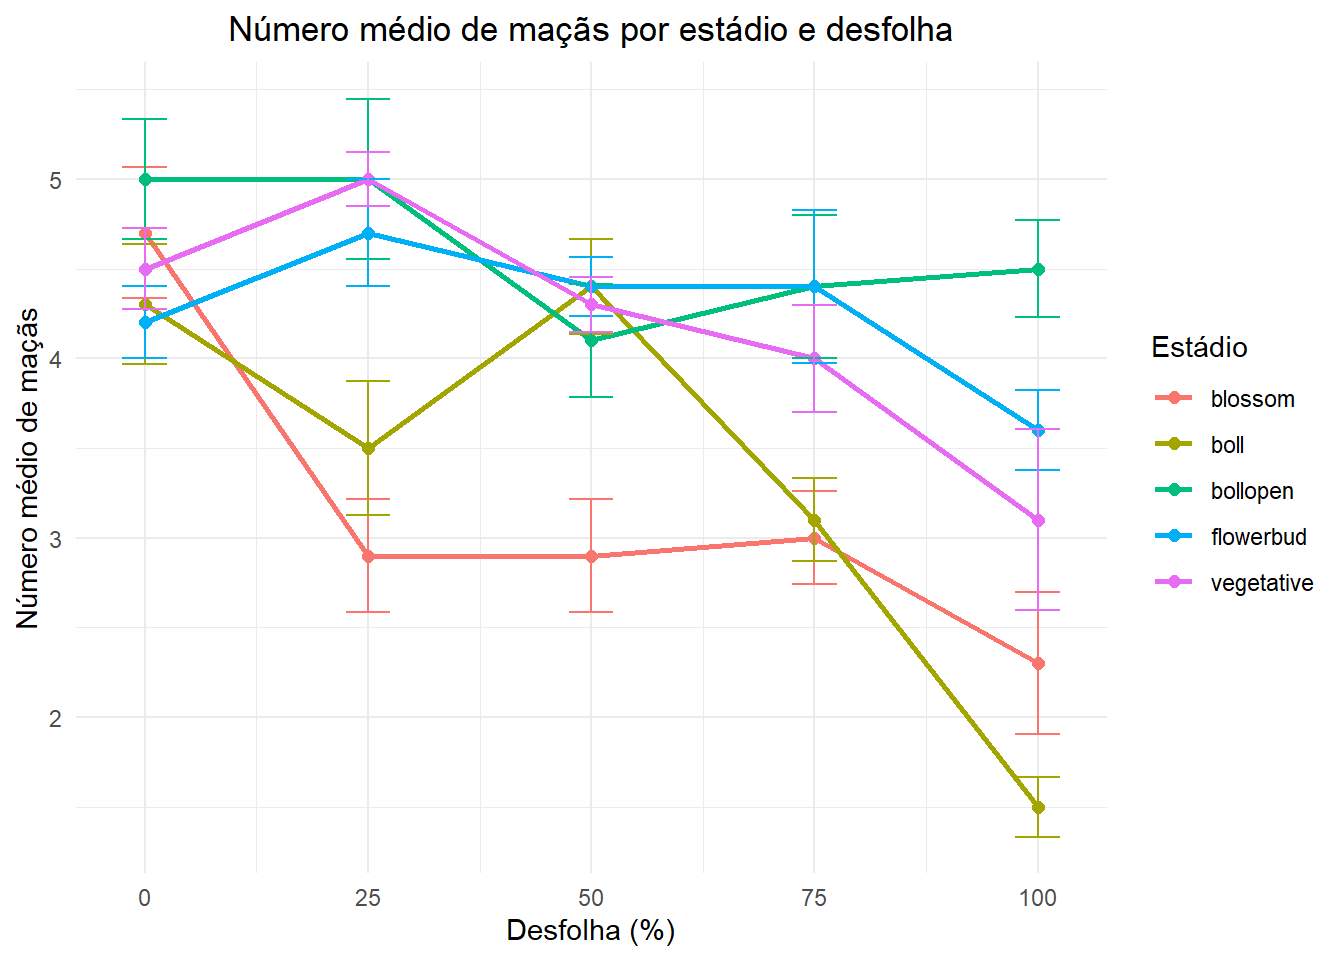 Número médio de maçãs por estádio e desfolha
Número médio de maçãs
5
4
3
2
0
25
50
75
100
Desfolha (%)
Estádio
blossom
boll
bollopen
flowerbud
vegetative